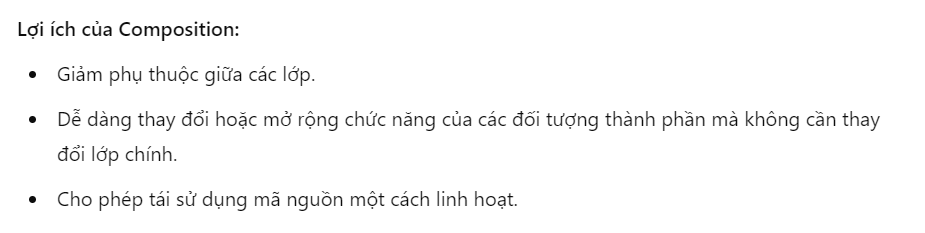 Lợi ích của Composition:
• Giảm phụ thuộc giữa các lớp.
• Dễ dàng thay đổi hoặc mở rộng chức năng của các đối tượng thành phần mà không cần thay
đổi lớp chính.
• Cho phép tái sử dụng mã nguồn một cách linh hoạt.